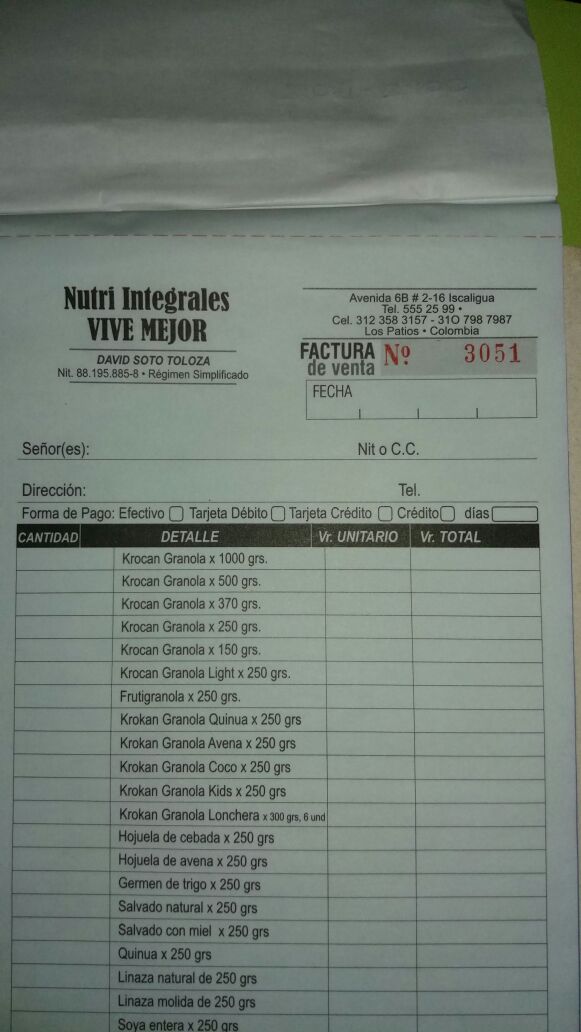 Nutri Integrales
VIVE MEJOR
DAVID SOTO TOLOZA
Nit. 88.195.885-8 • Régimen Simplificado
Avenida 6B # 2-16 Iscaligua
Tel. 555 25 99 •
Cel. 312 358 3157 - 31O 798 7987
Los Patios • Colombia
FACTURA
de venta
Nº 3051
FECHA
Señor(es): Nit o C.C.
Dirección: Tel.
Forma de Pago: Efectivo Tarjeta Débito Tarjeta Crédito Crédito días
CANTIDAD DETALLE Vr. UNITARIO Vr. TOTAL
Krocan Granola x 1000 grs.
Krocan Granola x 500 grs.
Krocan Granola x 370 grs.
Krocan Granola x 250 grs.
Krocan Granola x 150 grs.
Krocan Granola Light x 250 grs.
Frutigranola x 250 grs.
Krokan Granola Quinua x 250 grs
Krokan Granola Avena x 250 grs
Krokan Granola Coco x 250 grs
Krokan Granola Kids x 250 grs
Krokan Granola Lonchera x 300 grs, 6 und
Hojuela de cebada x 250 grs
Hojuela de avena x 250 grs
Germen de trigo x 250 grs
Salvado natural x 250 grs
Salvado con miel x 250 grs
Quinua x 250 grs
Linaza natural de 250 grs
Linaza molida de 250 grs
Soya entera x 250 grs